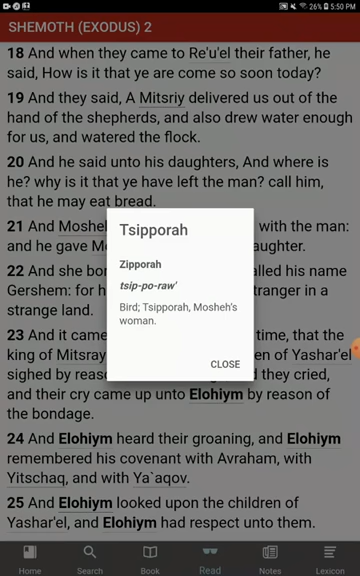 26% 5:50 PM
SHEMOTH (EXODUS) 2
18 And when they came to Re'u'el their father, he
said, How is it that ye are come so soon today?
19 And they said, A Mitsriy delivered us out of the
hand of the shepherds, and also drew water enough
for us, and watered the flock.
20 And he said unto his daughters, And where is
he? why is it that ye have left the man? call him,
that he may eat bread.
21 And Mosheh with the man:
and he gave aughter.
22 And she alled his name
Gershem: for tranger in a
strange land.
23 And it came time, that the
king of Mitsray en of Yashar'el
sighed by they cried,
and their cry came up unto Elohiym by reason of
the bondage.
24 And Elohiym heard their groaning, and Elohiym
remembered his covenant with Avraham, with
Yitschaq, and with Ya`aqov.
25 And Elohiym looked upon the children of
Yashar'el, and Elohiym had respect unto them.
Tsipporah
Zipporah
tsip-po-raw'
Bird; Tsipporah, Mosheh's
woman.
CLOSE
Home Search Book Read Notes Lexicon